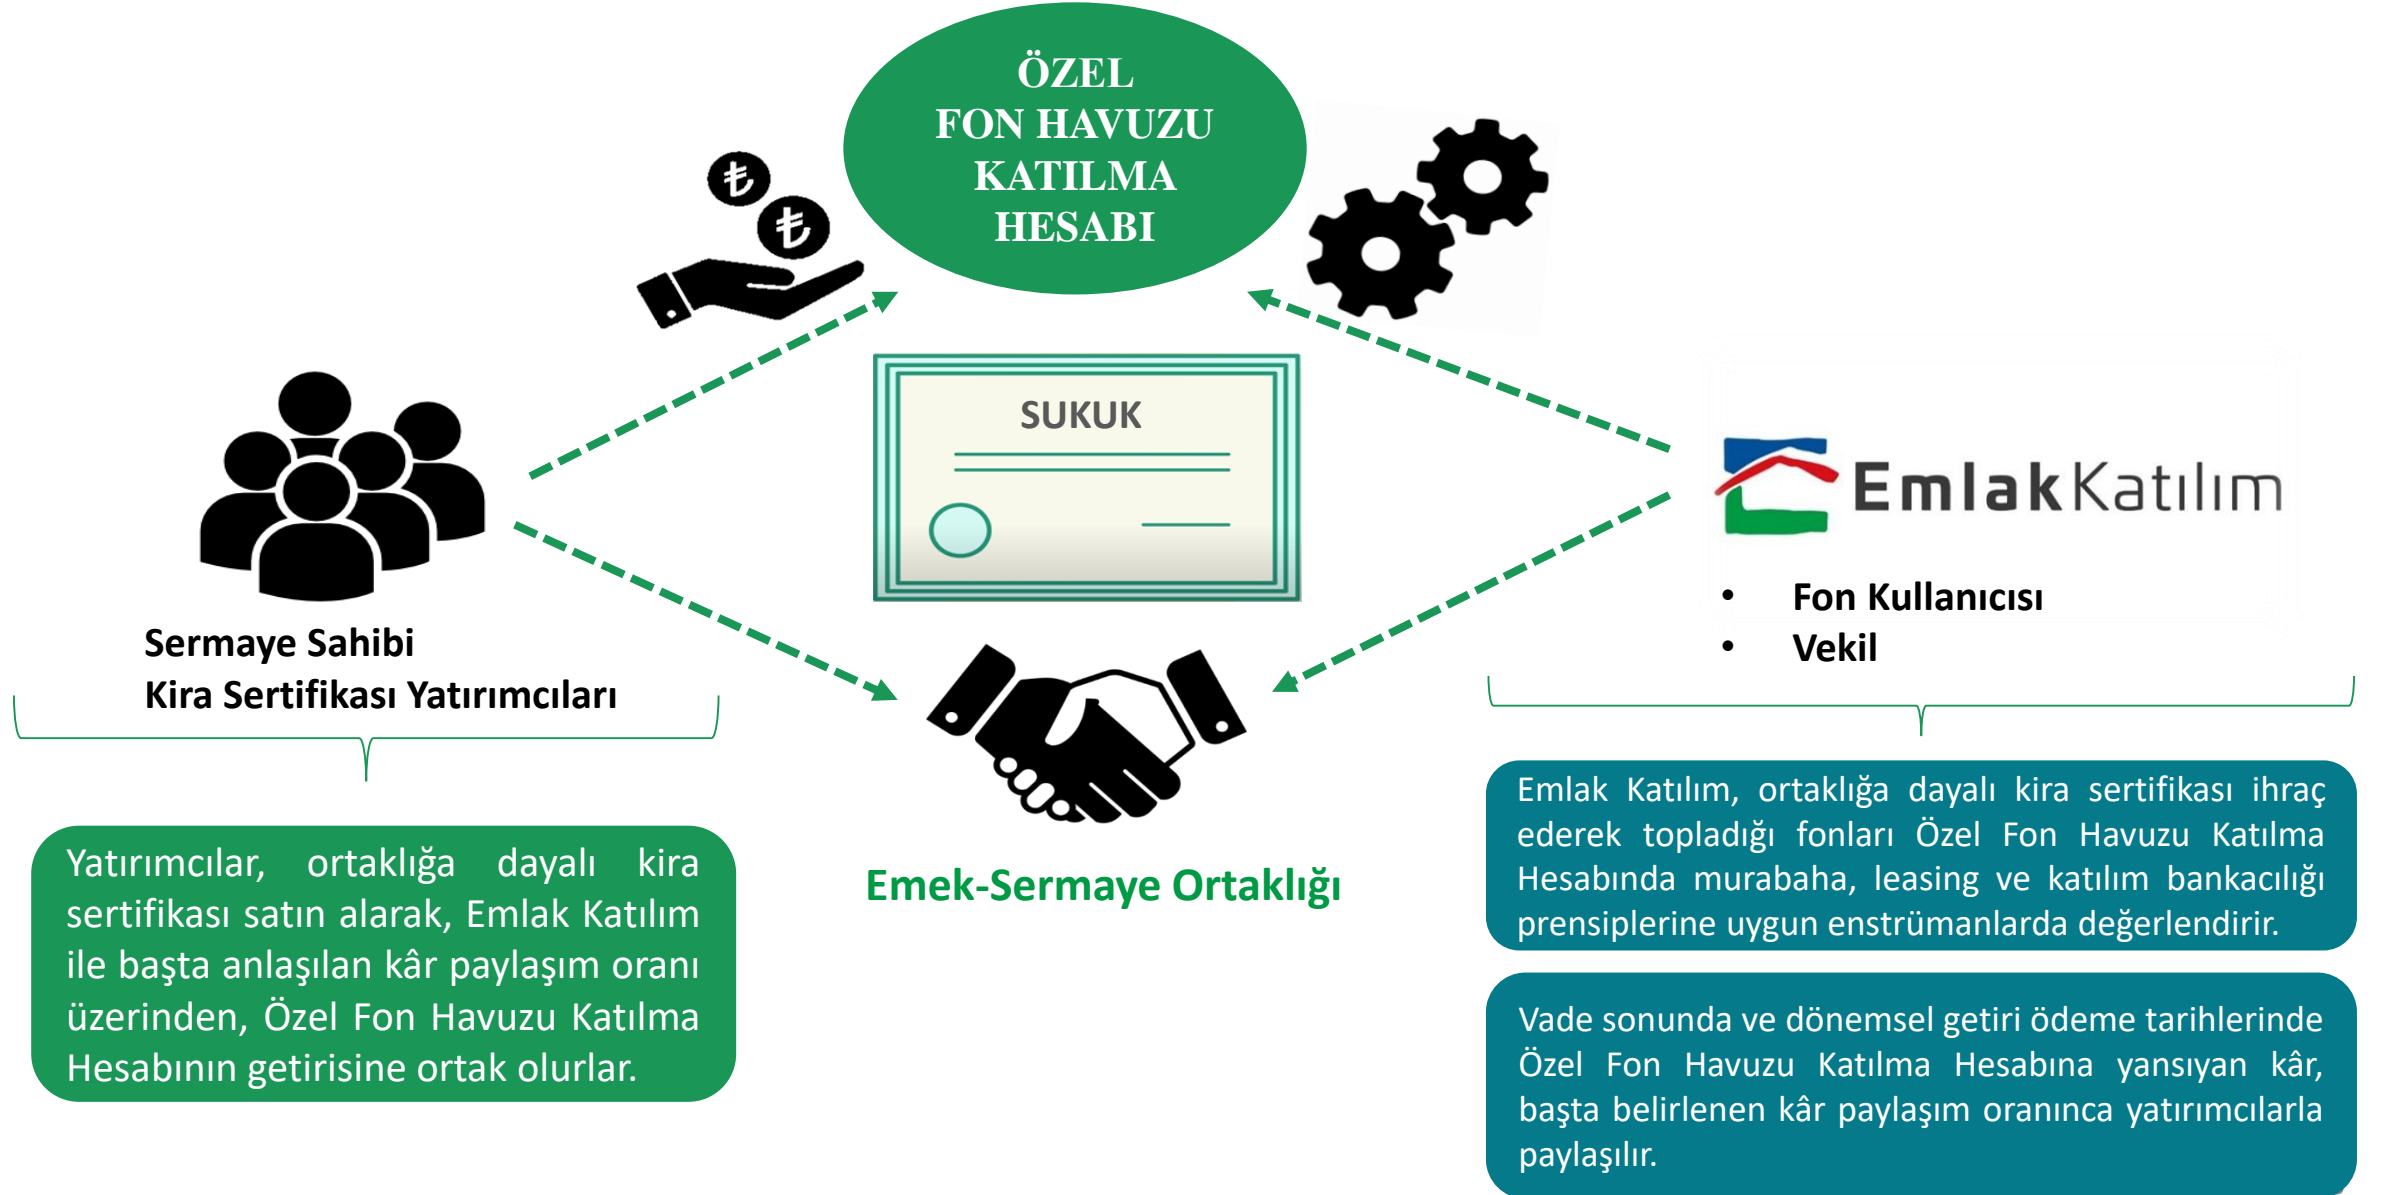 ÖZEL
FON HAVUZU
KATILMA
HESABI
SUKUK
EmlakKatılım
• Fon Kullanıcısı
• Vekil
Sermaye Sahibi
Kira Sertifikası Yatırımcıları
Emek-Sermaye Ortaklığı
Yatırımcılar, ortaklığa dayalı kira
sertifikası satın alarak, Emlak Katılım
ile başta anlaşılan kâr paylaşım oranı
üzerinden, Özel Fon Havuzu Katılma
Hesabının getirisine ortak olurlar.
Emlak Katılım, ortaklığa dayalı kira sertifikası ihraç
ederek topladığı fonları Özel Fon Havuzu Katılma
Hesabında murabaha, leasing ve katılım bankacılığı
prensiplerine uygun enstrümanlarda değerlendirir.
Vade sonunda ve dönemsel getiri ödeme tarihlerinde
Özel Fon Havuzu Katılma Hesabına yansıyan kâr,
başta belirlenen kâr paylaşım oranınca yatırımcılarla
paylaşılır.